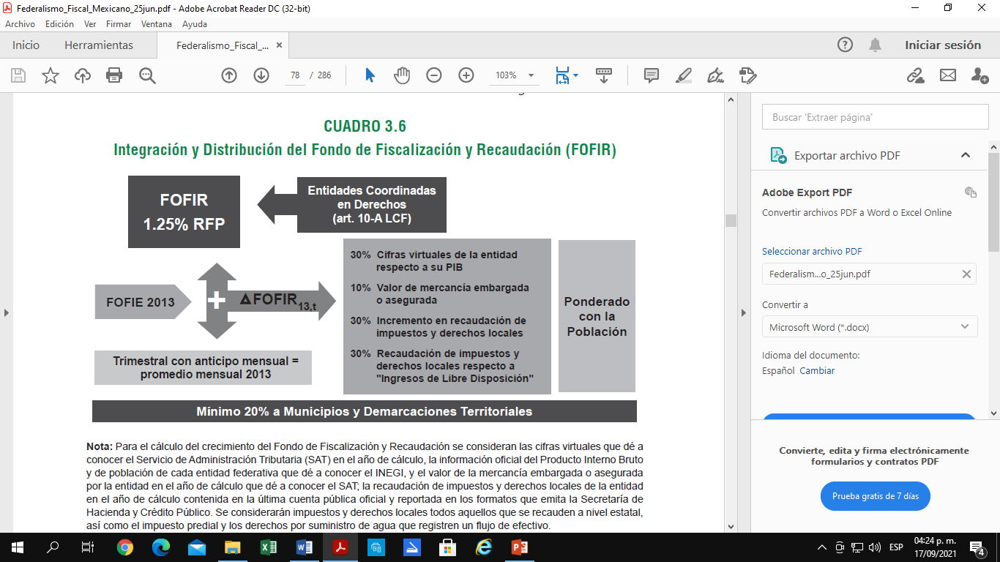 Federalismo_Fiscal_Mexicano_25jun.pdf - Adobe Acrobat Reader DC (32-bit)
Archivo Edición Ver Firmar Ventana Ayuda
Inicio Herramientas Federalismo_Fiscal_... × Iniciar sesión
78 / 286 103%
CUADRO 3.6
Integración y Distribución del Fondo de Fiscalización y Recaudación (FOFIR)
FOFIR
1.25% RFP
Entidades Coordinadas
en Derechos
(art. 10-A LCF)
FOFIE 2013
+
ΔFOFIR13,t
30% Cifras virtuales de la entidad
respecto a su PIB
10% Valor de mercancía embargada
o asegurada
30% Incremento en recaudación de
impuestos y derechos locales
30% Recaudación de impuestos y
derechos locales respecto a
"Ingresos de Libre Disposición"
Ponderado
con la
Población
Trimestral con anticipo mensual =
promedio mensual 2013
Mínimo 20% a Municipios y Demarcaciones Territoriales
Nota: Para el cálculo del crecimiento del Fondo de Fiscalización y Recaudación se consideran las cifras virtuales que dé a
conocer el Servicio de Administración Tributaria (SAT) en el año de cálculo, la información oficial del Producto Interno Bruto
y de población de cada entidad federativa que dé a conocer el INEGI, y el valor de la mercancía embargada o asegurada
por la entidad en el año de cálculo que dé a conocer el SAT; la recaudación de impuestos y derechos locales de la entidad
en el año de cálculo contenida en la última cuenta pública oficial y reportada en los formatos que emita la Secretaría de
Hacienda y Crédito Público. Se considerarán impuestos y derechos locales todos aquellos que se recauden a nivel estatal,
así como el impuesto predial y los derechos por suministro de agua que registren un flujo de efectivo.
Buscar 'Extraer página'
Exportar archivo PDF
Adobe Export PDF
Convertir archivos PDF a Word o Excel Online
Seleccionar archivo PDF
Federalism...o_25jun.pdf
Convertir a
Microsoft Word (*.docx)
Idioma del documento:
Español Cambiar
Convierte, edita y firma electrónicamente
formularios y contratos PDF
Prueba gratis de 7 días
ESP
04:24 p. m.
17/09/2021
4